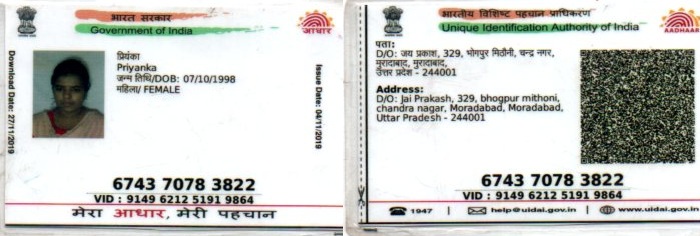 भारत सरकार
Government of India
आधार
Download Date: 27/11/2019
प्रियंका
Priyanka
जन्म तिथि/DOB: 07/10/1998
महिला/ FEMALE
Issue Date: 04/11/2019
6743 7078 3822
VID : 9149 6212 5191 9864
मेरा आधार, मेरी पहचान
भारतीय विशिष्ट पहचान प्राधिकरण
Unique Identification Authority of India
AADHAAR
पता:
D/O: जय प्रकाश, 329, भोगपुर मिठौनी, चन्द्र नगर,
मुरादाबाद, मुरादाबाद,
उत्तर प्रदेश - 244001
Address:
D/O: Jai Prakash, 329, bhogpur mithoni,
chandra nagar, Moradabad, Moradabad,
Uttar Pradesh - 244001
6743 7078 3822
VID : 9149 6212 5191 9864
1947 | help@uidai.gov.in | www.uidai.gov.in